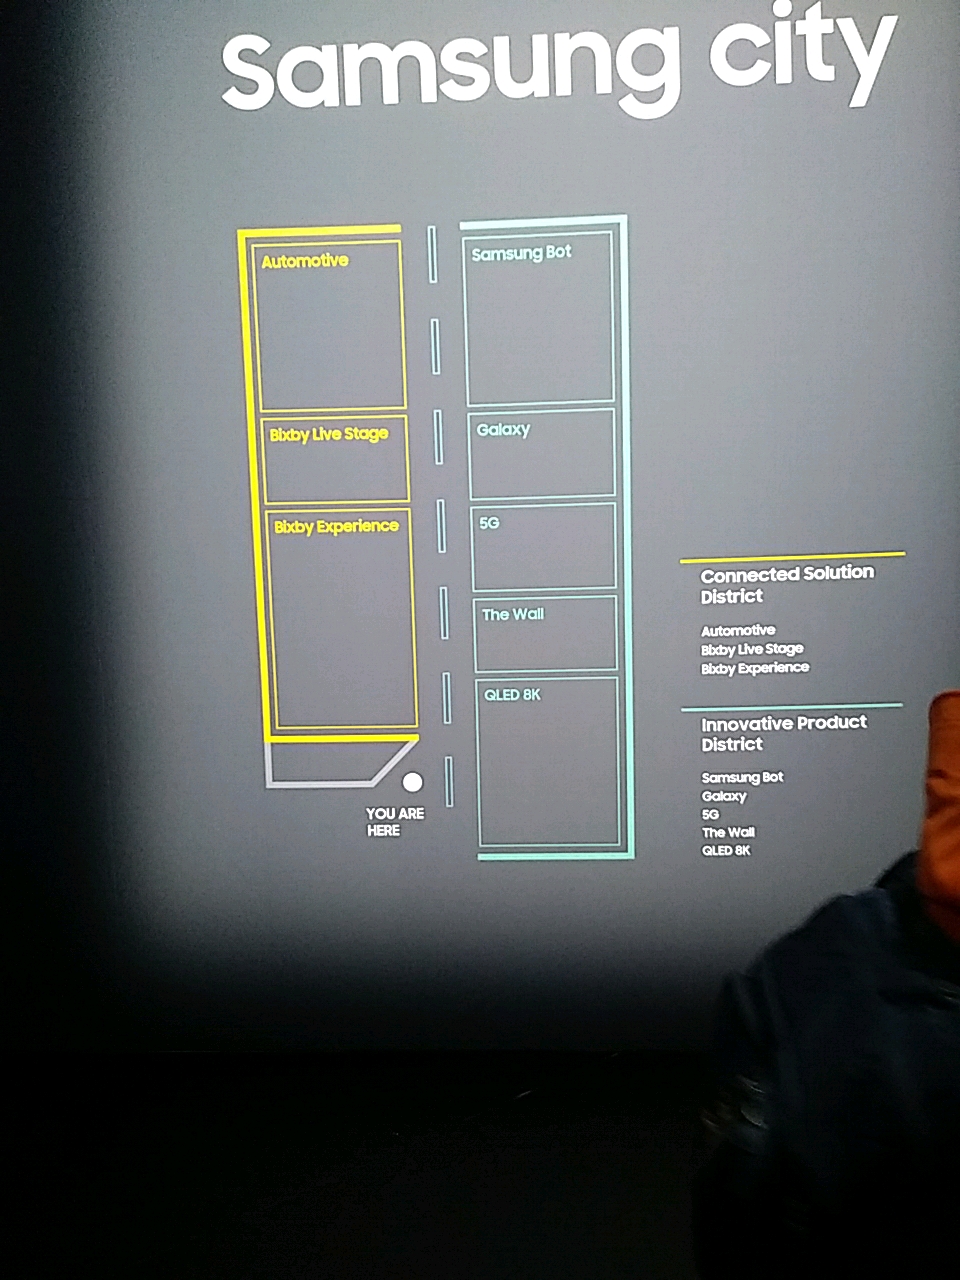 Samsung city
Automotive
Bixby Live Stage
Bixby Experience
YOU ARE
HERE
Samsung Bot
Galaxy
5G
The Wall
QLED 8K
Connected Solution
District
Automotive
Bixby Live Stage
Bixby Experience
Innovative Product
District
Samsung Bot
Galaxy
5G
The Wall
QLED 8K